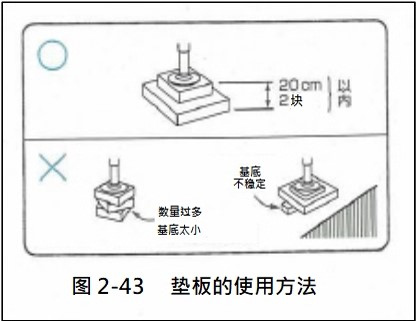 20cm
2块
以
内
数量过多
基底太小
基底
不稳定
图 2-43 垫板的使用方法